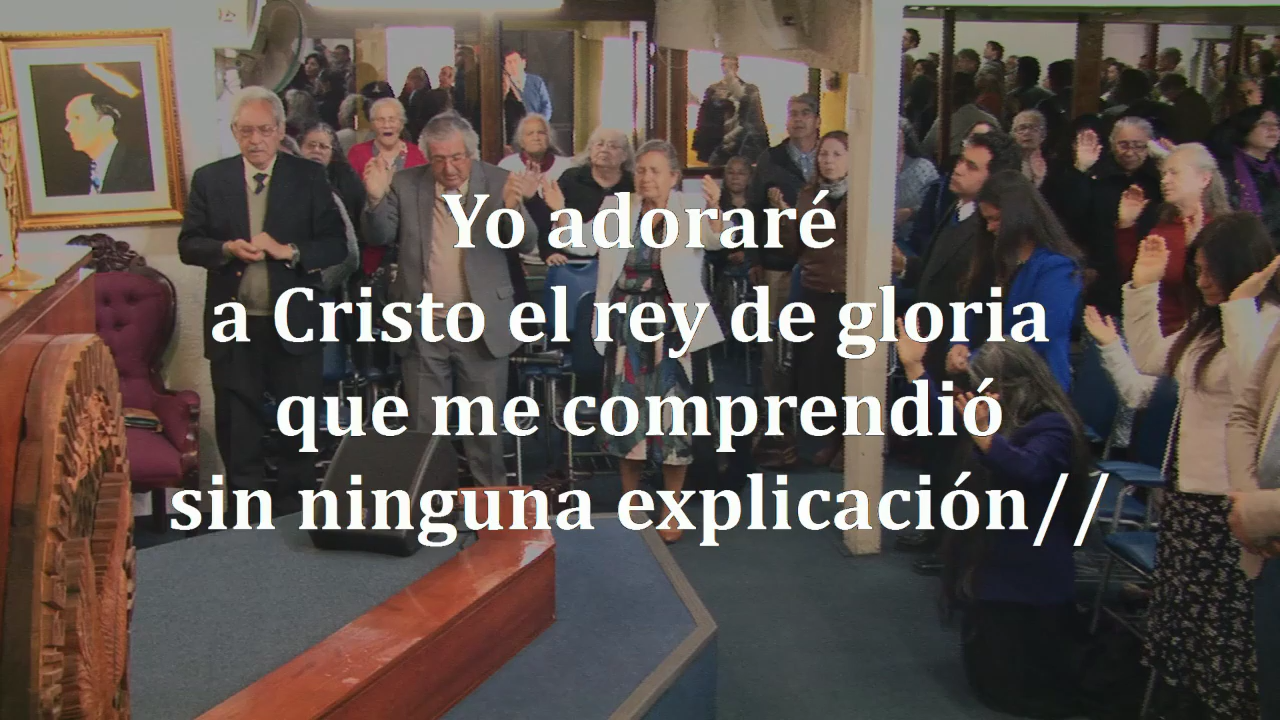 Yo adoraré
a Cristo el rey de gloria
que me comprendió
sin ninguna explicación//